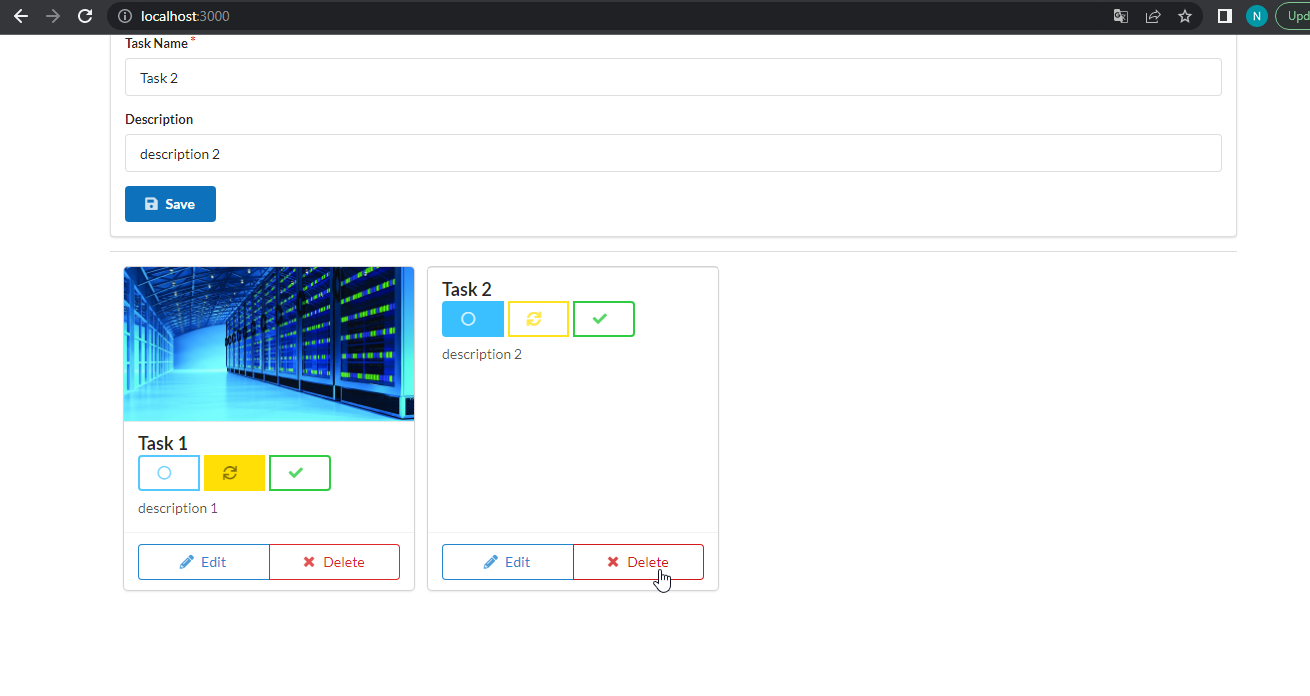 localhost:3000
N
Upd
Task Name *
Task 2
Description
description 2
Save
Task 1
description 1
Edit
Delete
Task 2
description 2
Edit
Delete